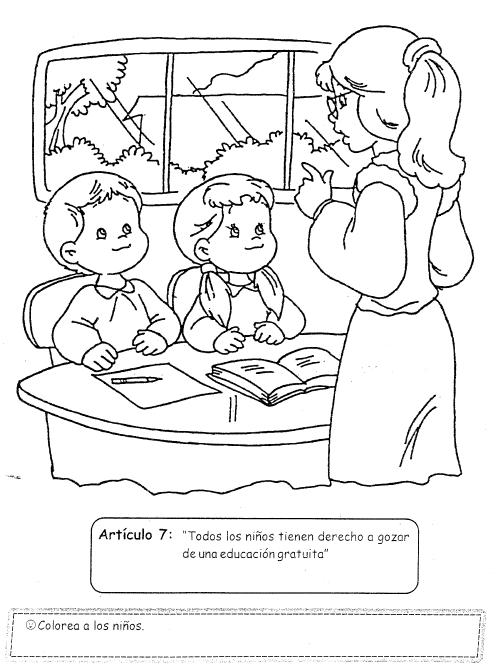 Artículo 7: "Todos los niños tienen derecho a gozar
de una educación gratuita"
Colorea a los niños.